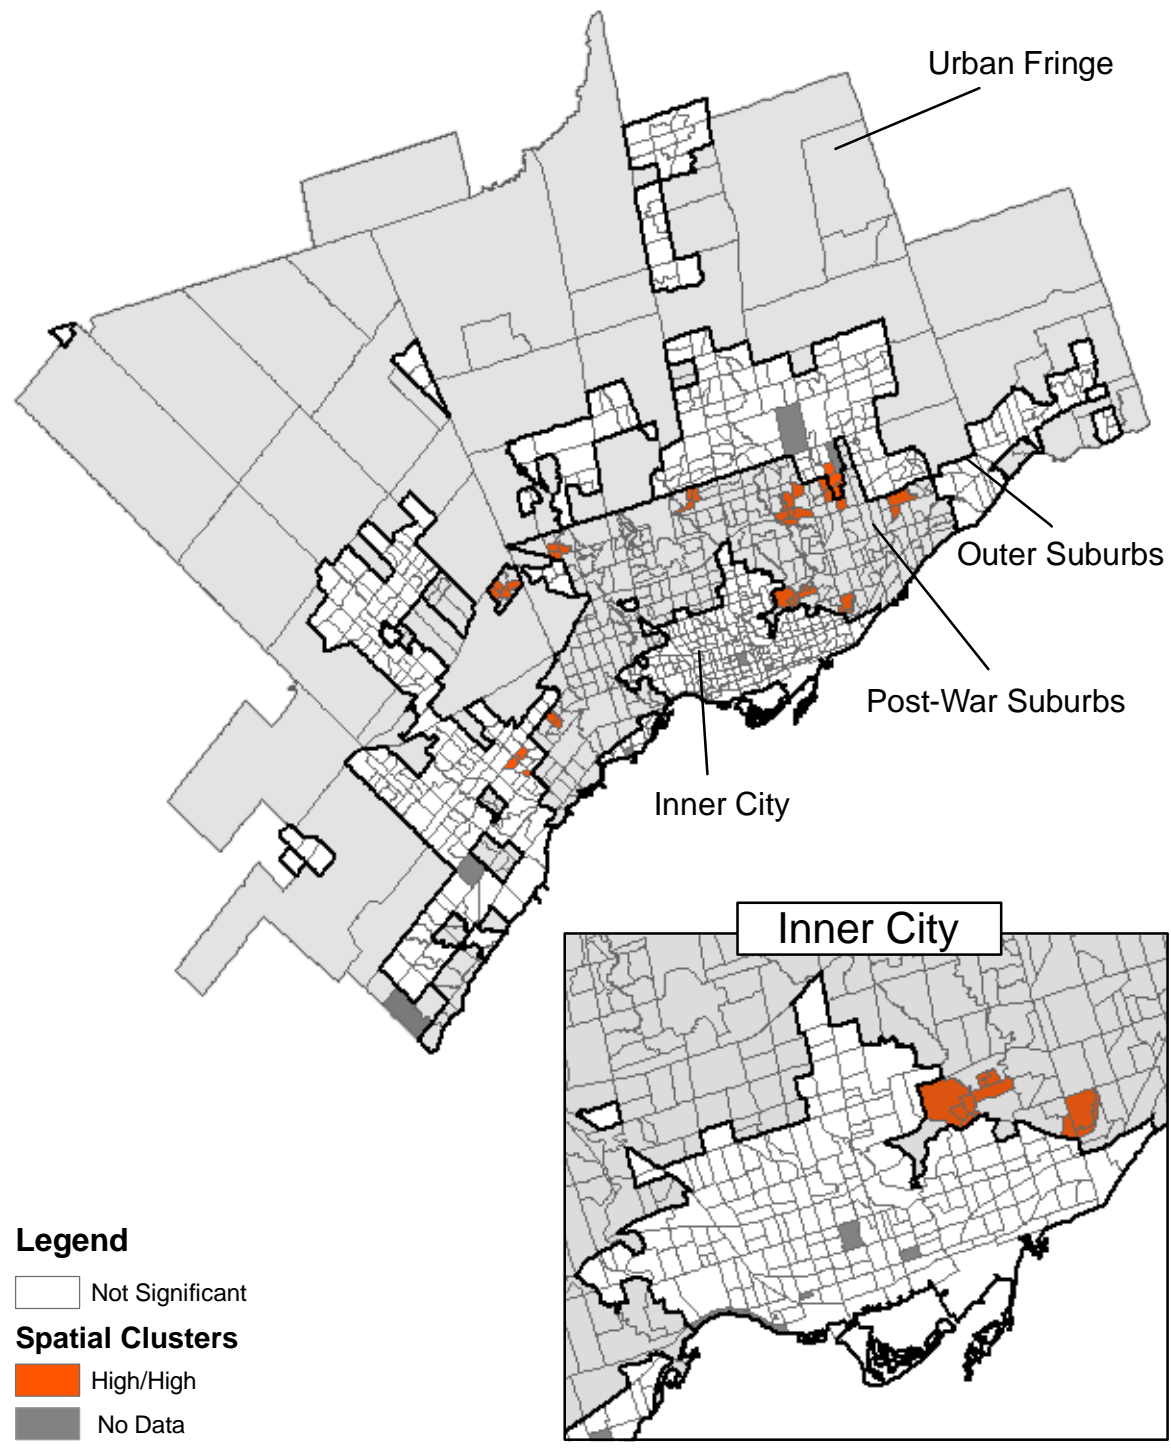 Urban Fringe
Outer Suburbs
Post-War Suburbs
Inner City
Inner City
Legend
Not Significant
Spatial Clusters
High/High
No Data